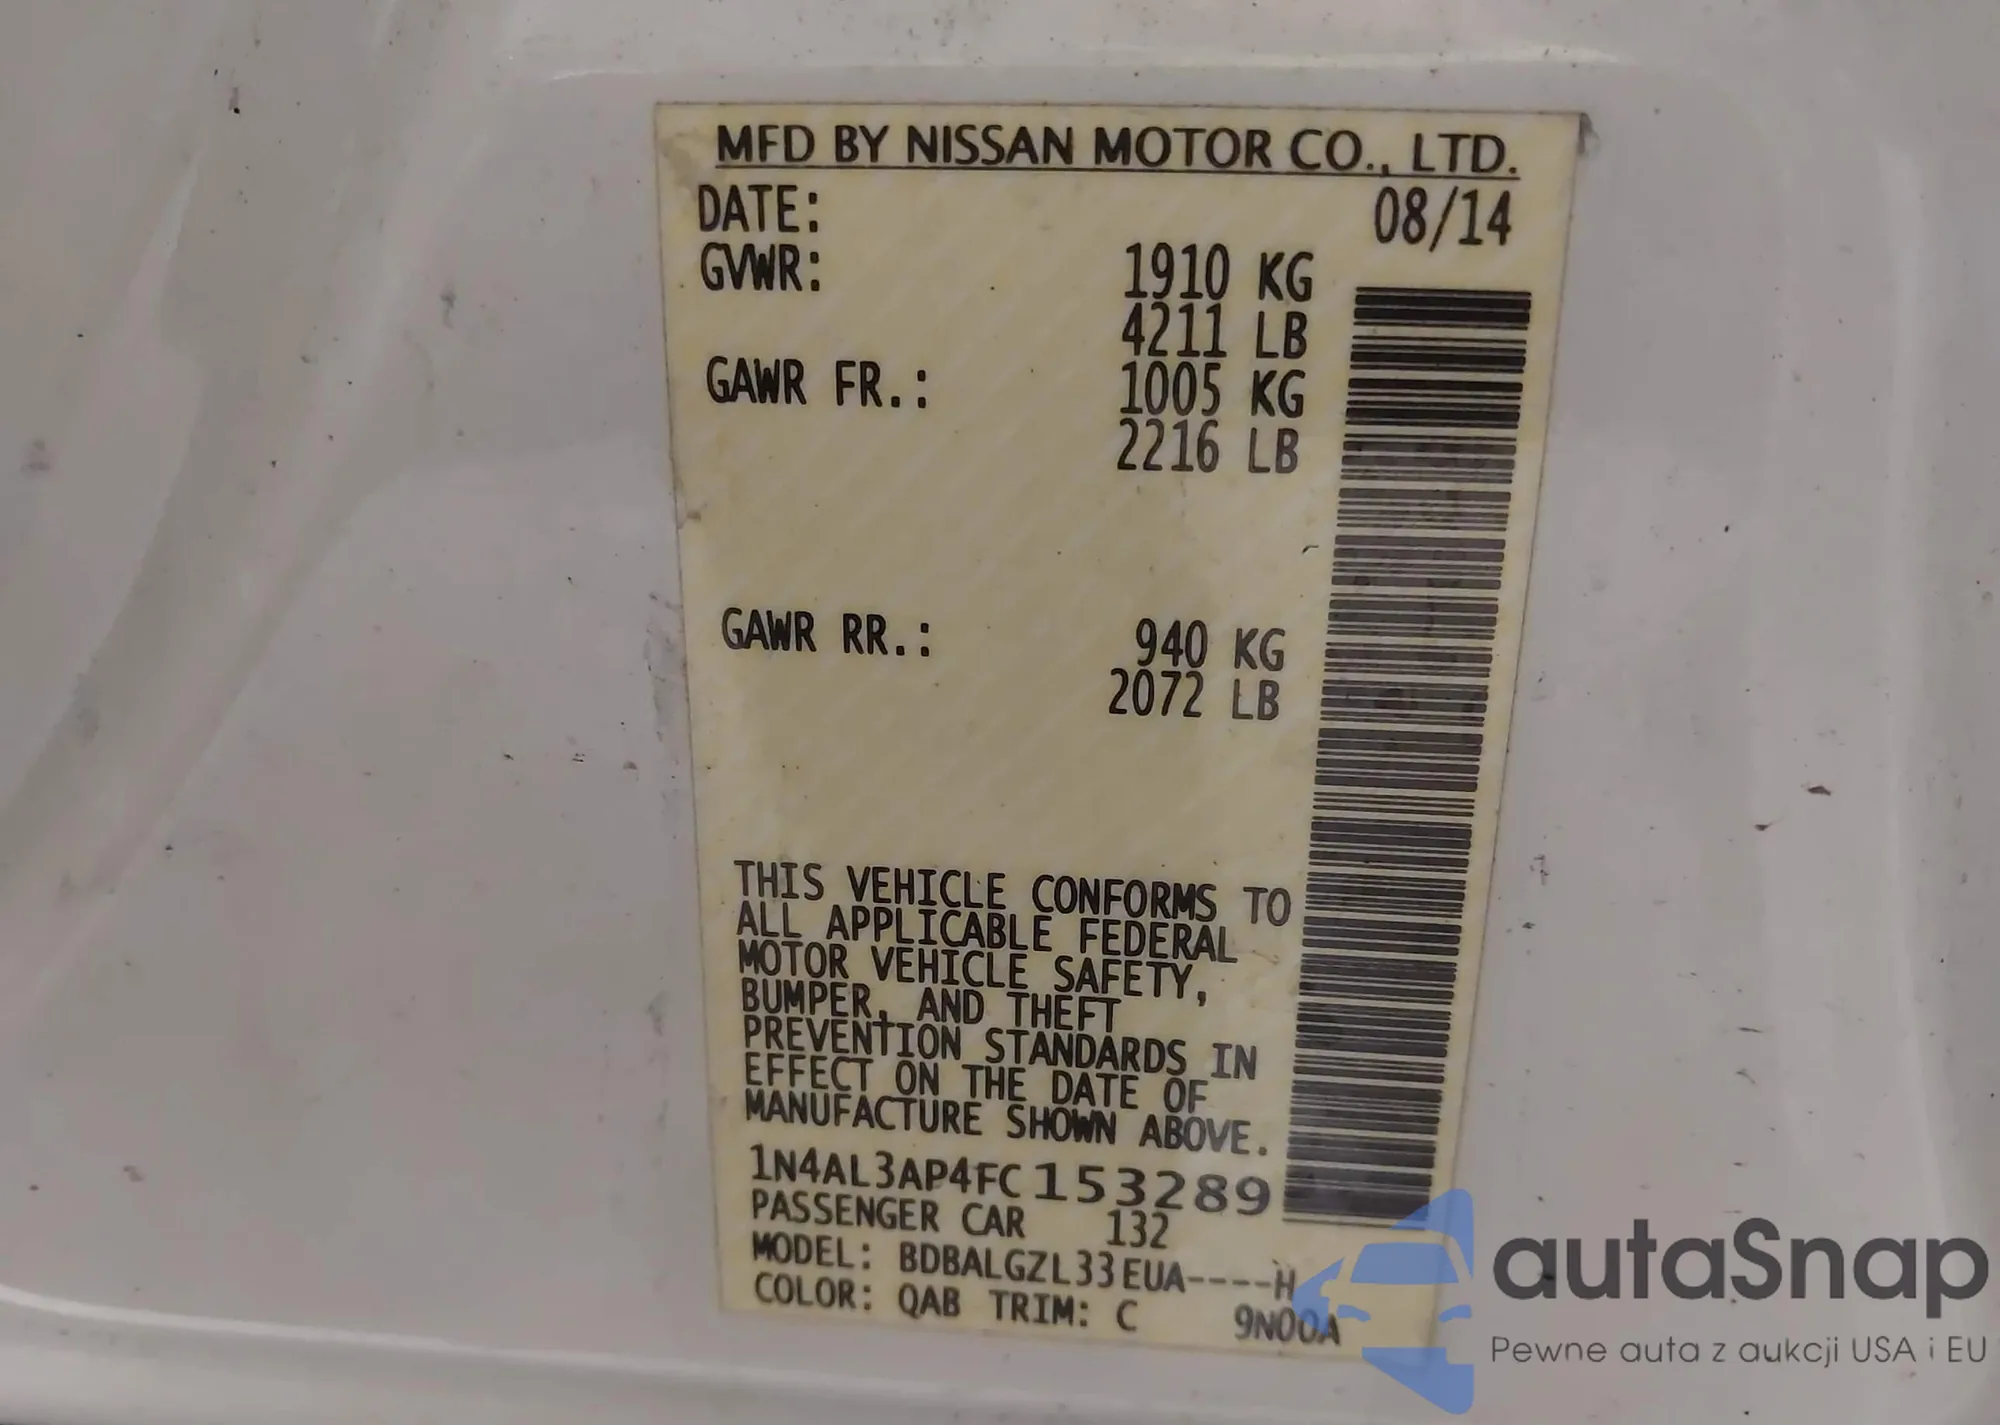 MFD BY NISSAN MOTOR CO., LTD.
DATE: 08/14
GVWR: 1910 KG
4211 LB
GAWR FR.: 1005 KG
2216 LB
GAWR RR.: 940 KG
2072 LB
THIS VEHICLE CONFORMS TO
ALL APPLICABLE FEDERAL
MOTOR VEHICLE SAFETY,
BUMPER, AND THEFT
PREVENTION STANDARDS IN
EFFECT ON THE DATE OF
MANUFACTURE SHOWN ABOVE.
1N4AL3AP4FC153289
PASSENGER CAR 132
MODEL: BDBALGZL33EUA----H
COLOR: QAB TRIM: C 9N00A
autaSnap
Pewne auta z aukcji USA i EU